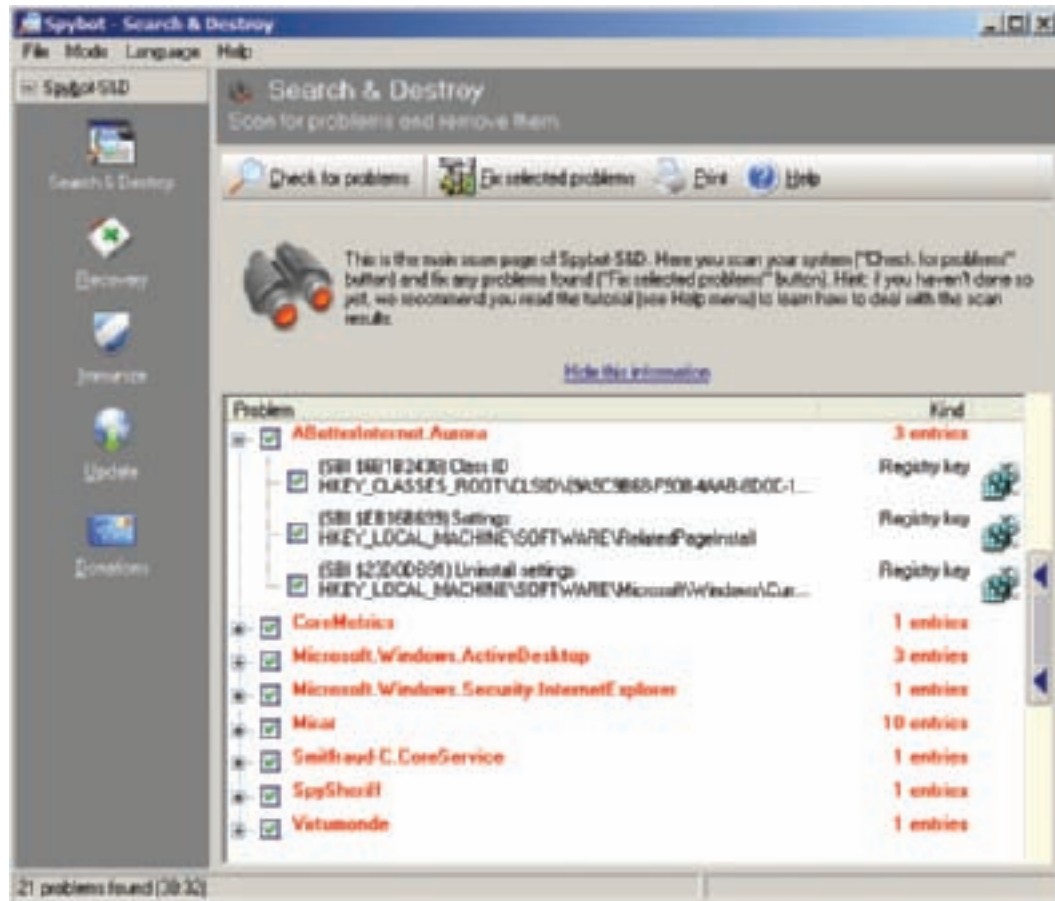 Spybot - Search & Destroy
File Mode Language Help
Spybot-S&D
Search & Destroy
Scan for problems and remove them.
Search & Destroy
Recovery
Immunize
Update
Donations
Check for problems Fix selected problems Print Help
This is the main scan page of Spybot-S&D. Here you scan your system ("Check for problems"
button) and fix any problems found ("Fix selected problems" button). Hint: if you haven't done so
yet, we recommend you read the tutorial (see Help menu) to learn how to deal with the scan
results.
Hide this information
Problem Kind
ABetterInternet.Aurora 3 entries
(SBI Class ID Registry key
(SBI Settings Registry key
HKEY_LOCAL_MACHINE\SOFTWARE\RelatedPageInstall
(SBI Uninstall settings Registry key
HKEY_LOCAL_MACHINE\SOFTWARE\Microsoft\Windows\Cur...
CoreMetrics 1 entries
Microsoft.Windows.ActiveDesktop 3 entries
Microsoft.Windows.Security.InternetExplorer 1 entries
10 entries
Smitfraud-C.CoreService 1 entries
SpySheriff 1 entries
Virtumonde 1 entries
21 problems found